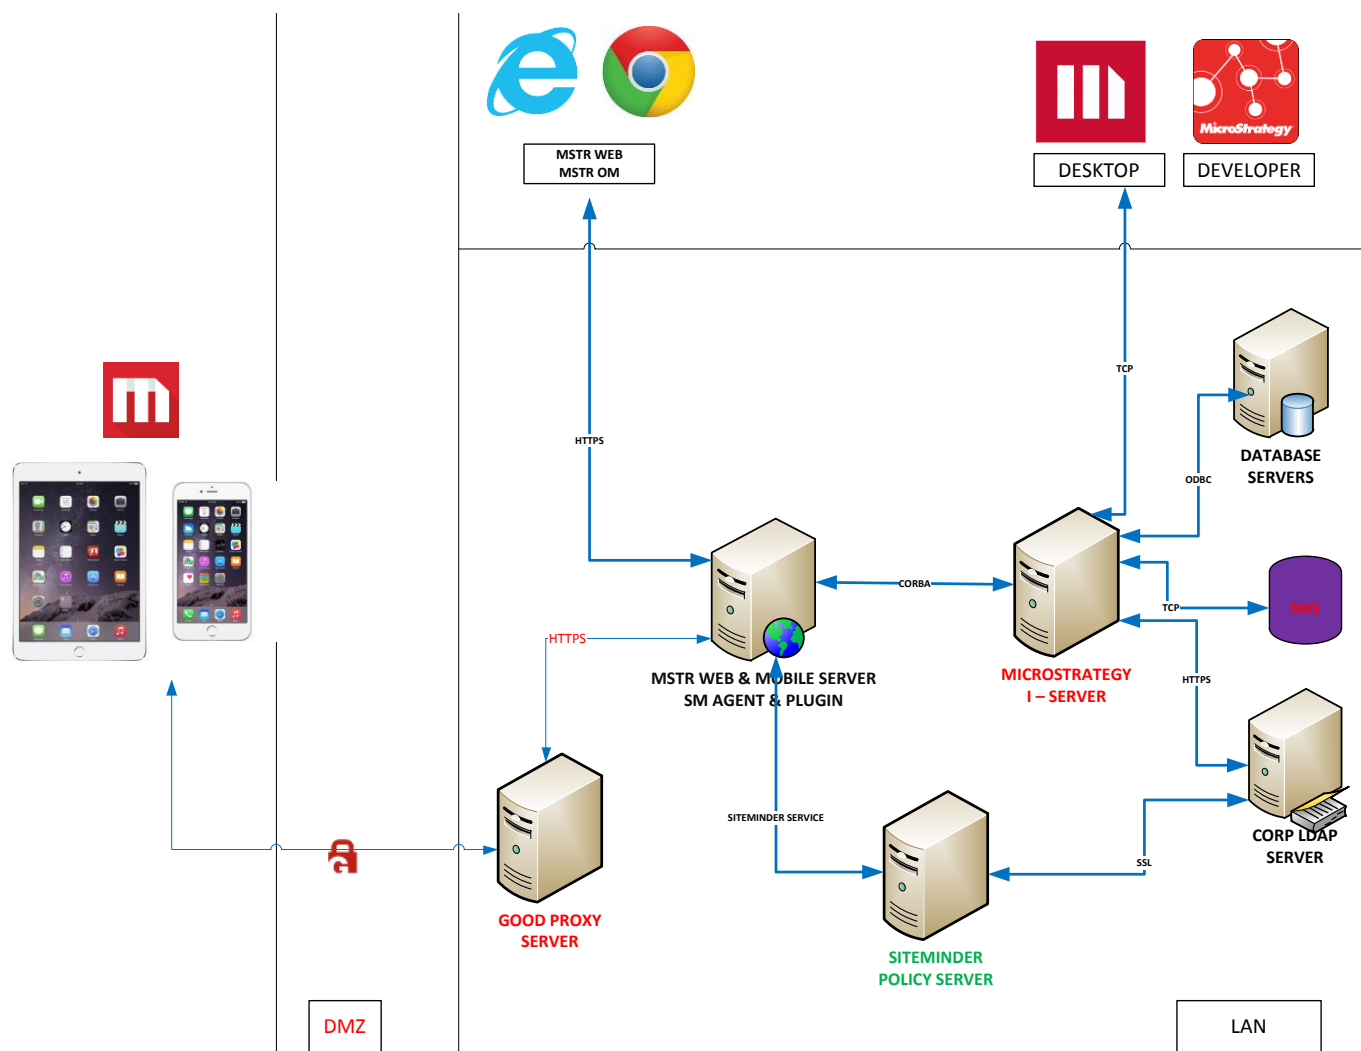 MSTR WEB
MSTR OM
MicroStrategy
DESKTOP
DEVELOPER
TCP
HTTPS
DATABASE
SERVERS
ODBC
CORBA
TCP
NAS
HTTPS
MSTR WEB & MOBILE SERVER
SM AGENT & PLUGIN
MICROSTRATEGY
I – SERVER
HTTPS
SITEMINDER SERVICE
CORP LDAP
SERVER
SSL
GOOD PROXY
SERVER
SITEMINDER
POLICY SERVER
DMZ
LAN